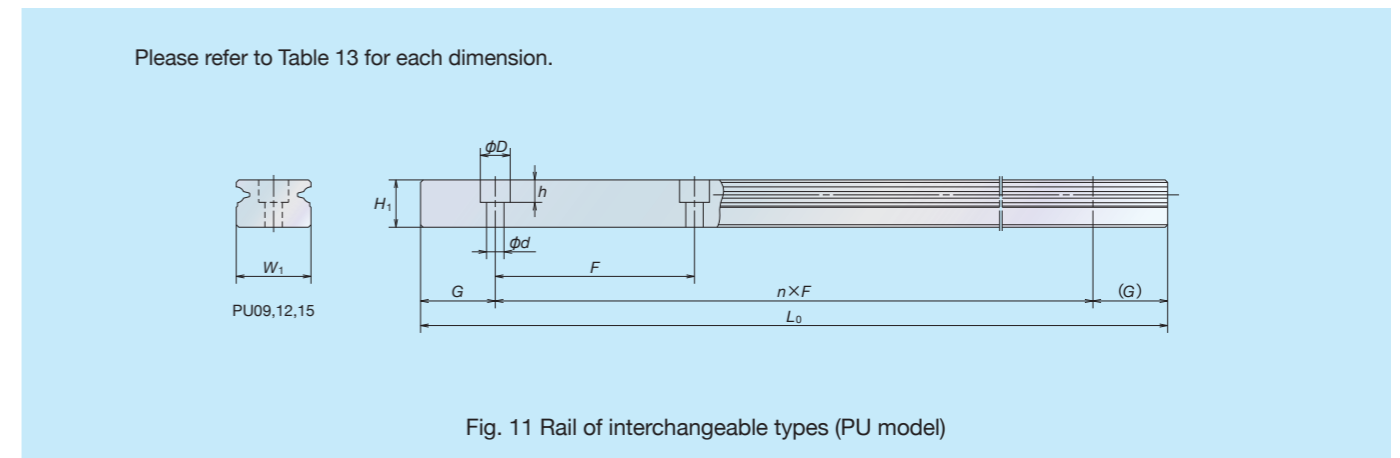 Please refer to Table 13 for each dimension.
ϕD
h
H₁
ϕd
W₁
F
G
n×F
(G)
PU09,12,15
L₀
Fig. 11 Rail of interchangeable types (PU model)